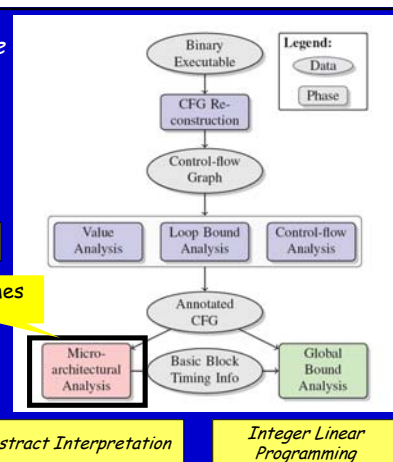 Binary
Executable
Legend:
Data
Phase
CFG Re-
construction
Control-flow
Graph
Value
Analysis
Loop Bound
Analysis
Control-flow
Analysis
Annotated
CFG
Micro-
architectural
Analysis
Basic Block
Timing Info
Global
Bound
Analysis
Interpretation
Integer Linear
Programming